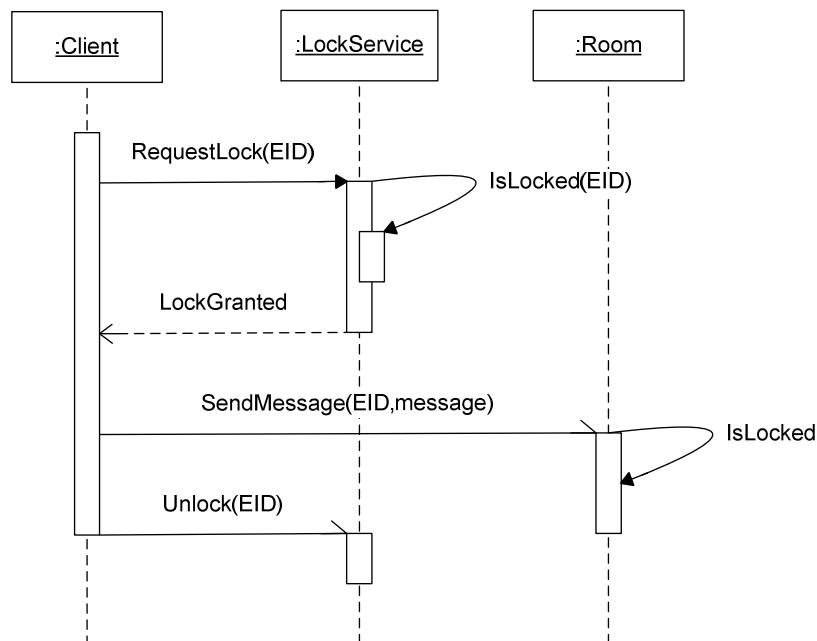 :Client
:LockService
:Room
RequestLock(EID)
IsLocked(EID)
LockGranted
SendMessage(EID,message)
IsLocked
Unlock(EID)